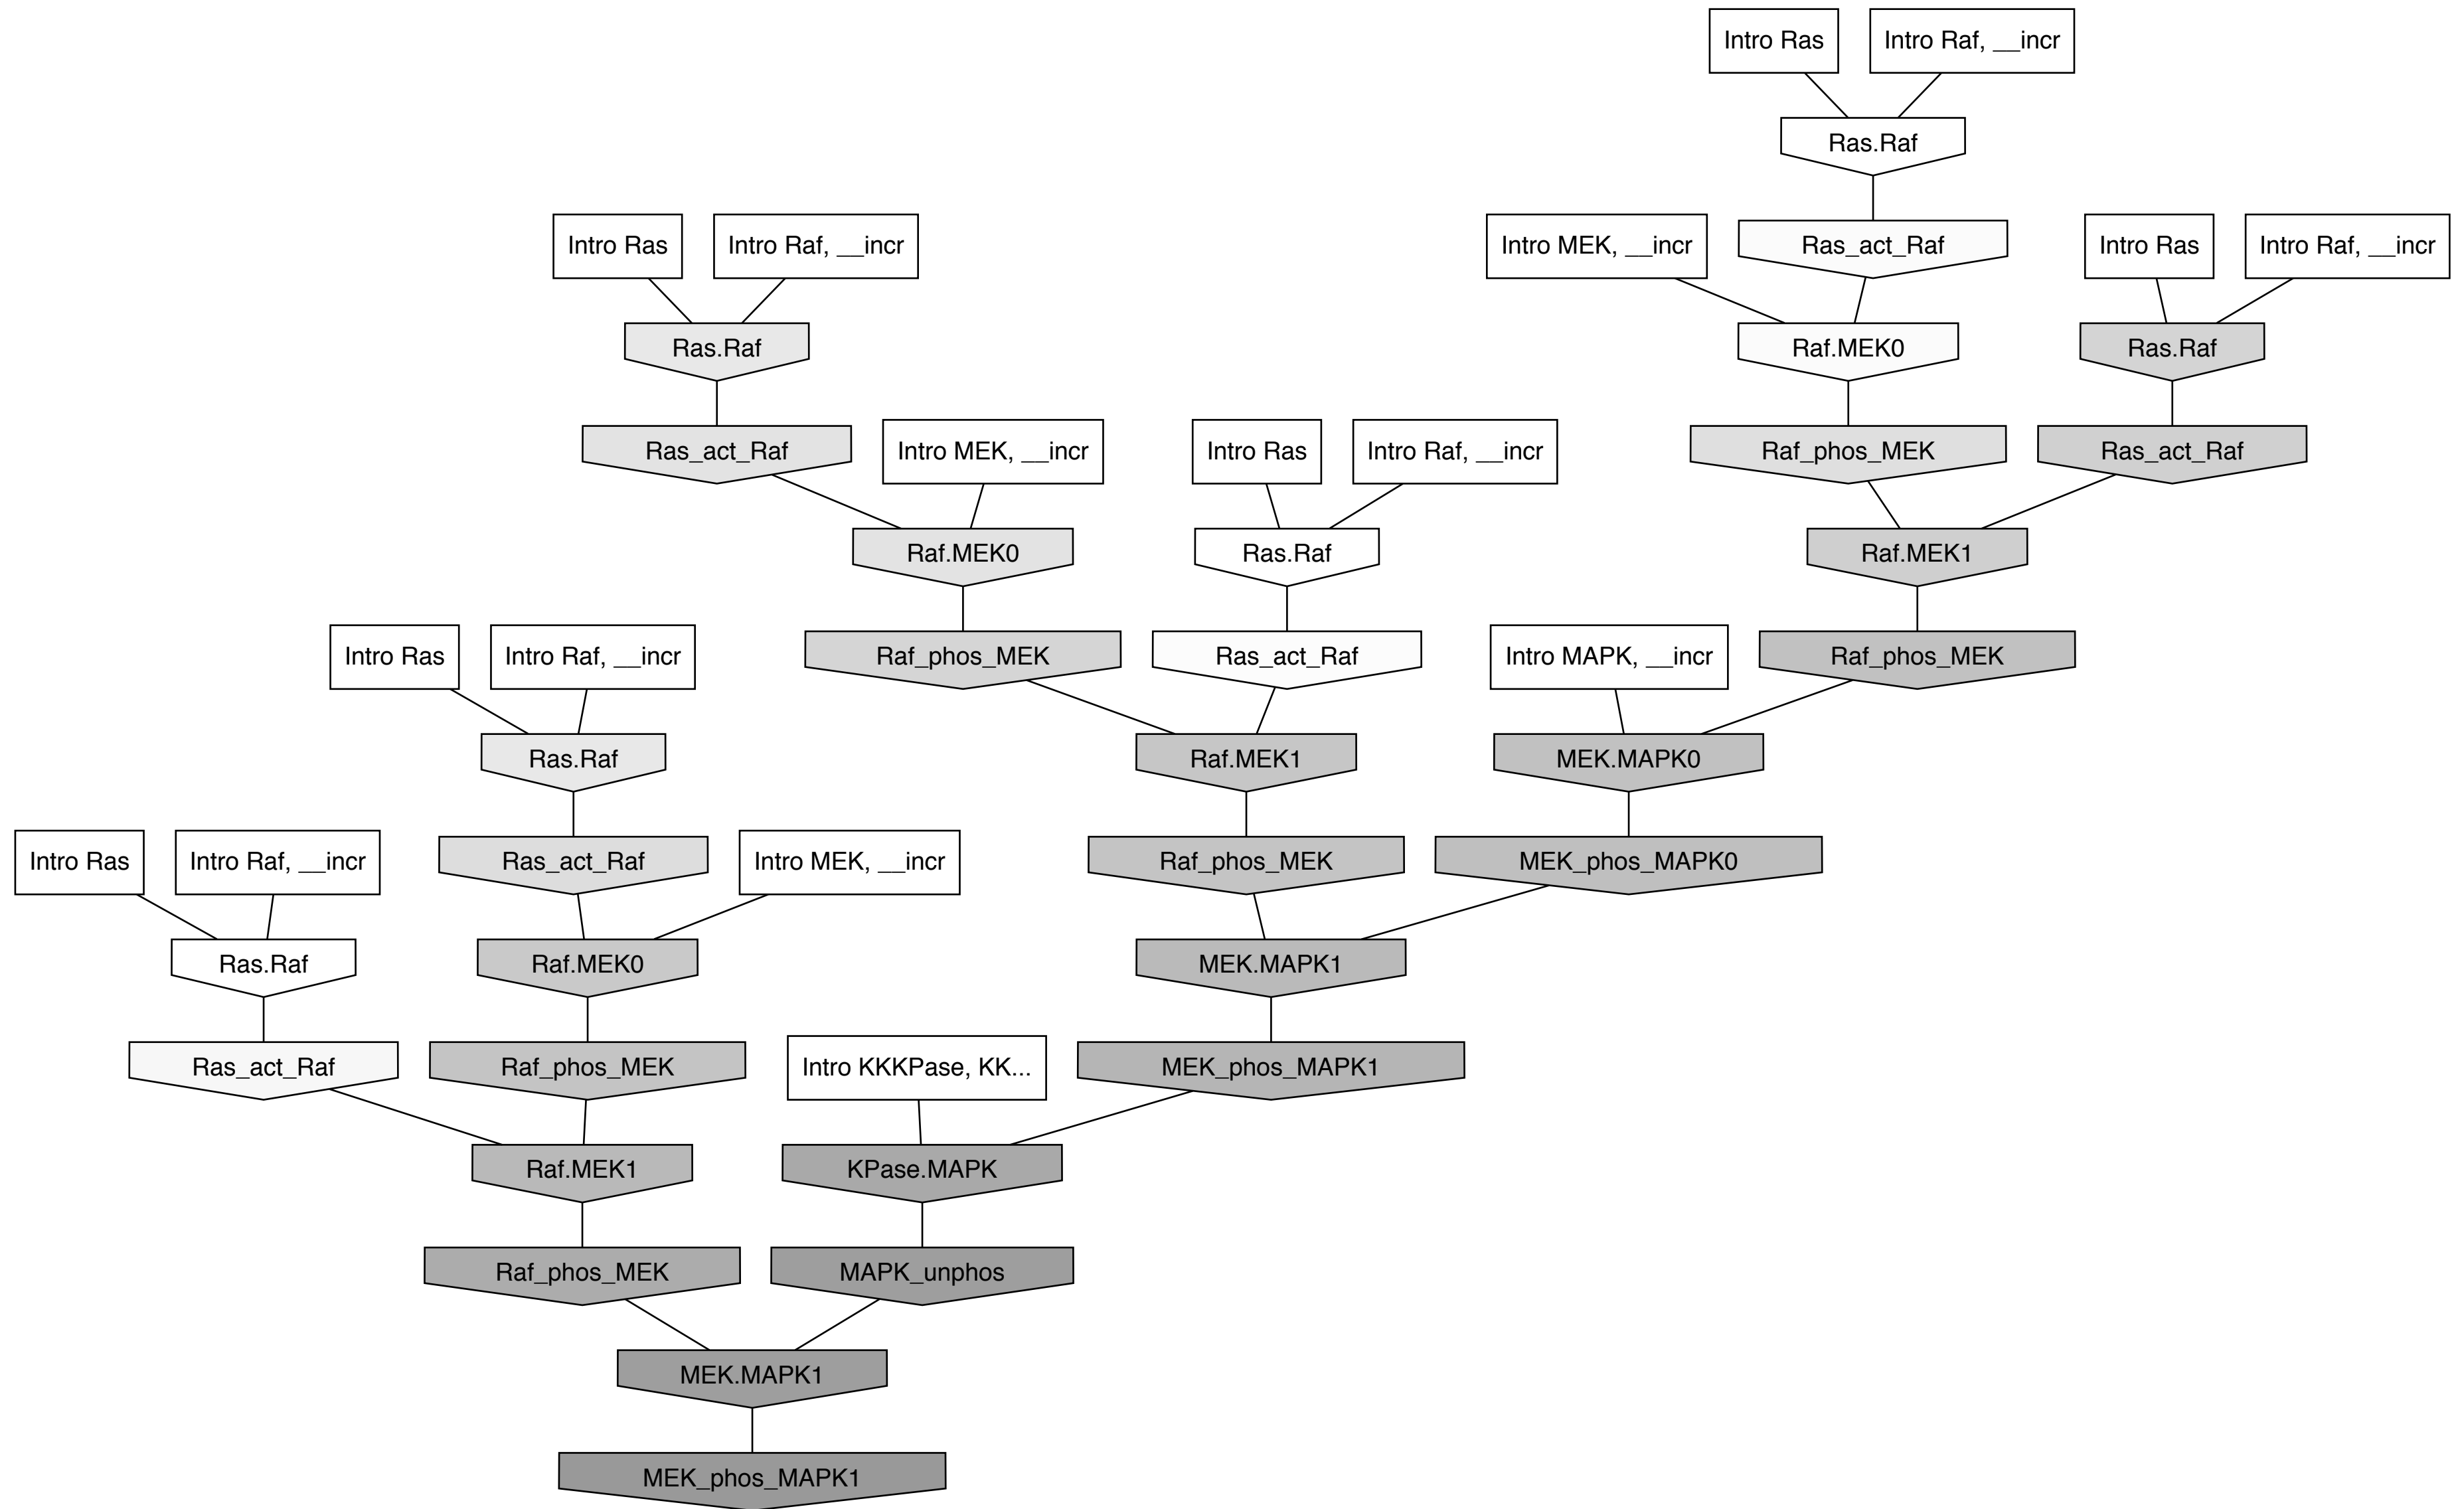 Intro Ras
Intro Raf, __incr
Ras.Raf
Intro Ras
Intro Raf, __incr
Intro MEK, __incr
Ras_act_Raf
Intro Ras
Intro Raf, __incr
Ras.Raf
Raf.MEK0
Ras.Raf
Ras_act_Raf
Intro MEK, __incr
Intro Ras
Intro Raf, __incr
Raf_phos_MEK
Ras_act_Raf
Raf.MEK0
Ras.Raf
Raf.MEK1
Intro Ras
Intro Raf, __incr
Raf_phos_MEK
Ras_act_Raf
Intro MAPK, __incr
Raf_phos_MEK
Ras.Raf
Raf.MEK1
MEK.MAPK0
Intro Ras
Intro Raf, __incr
Ras_act_Raf
Intro MEK, __incr
Raf_phos_MEK
MEK_phos_MAPK0
Ras.Raf
Raf.MEK0
MEK.MAPK1
Ras_act_Raf
Raf_phos_MEK
Intro KKKPase, KK...
MEK_phos_MAPK1
Raf.MEK1
KPase.MAPK
Raf_phos_MEK
MAPK_unphos
MEK.MAPK1
MEK_phos_MAPK1